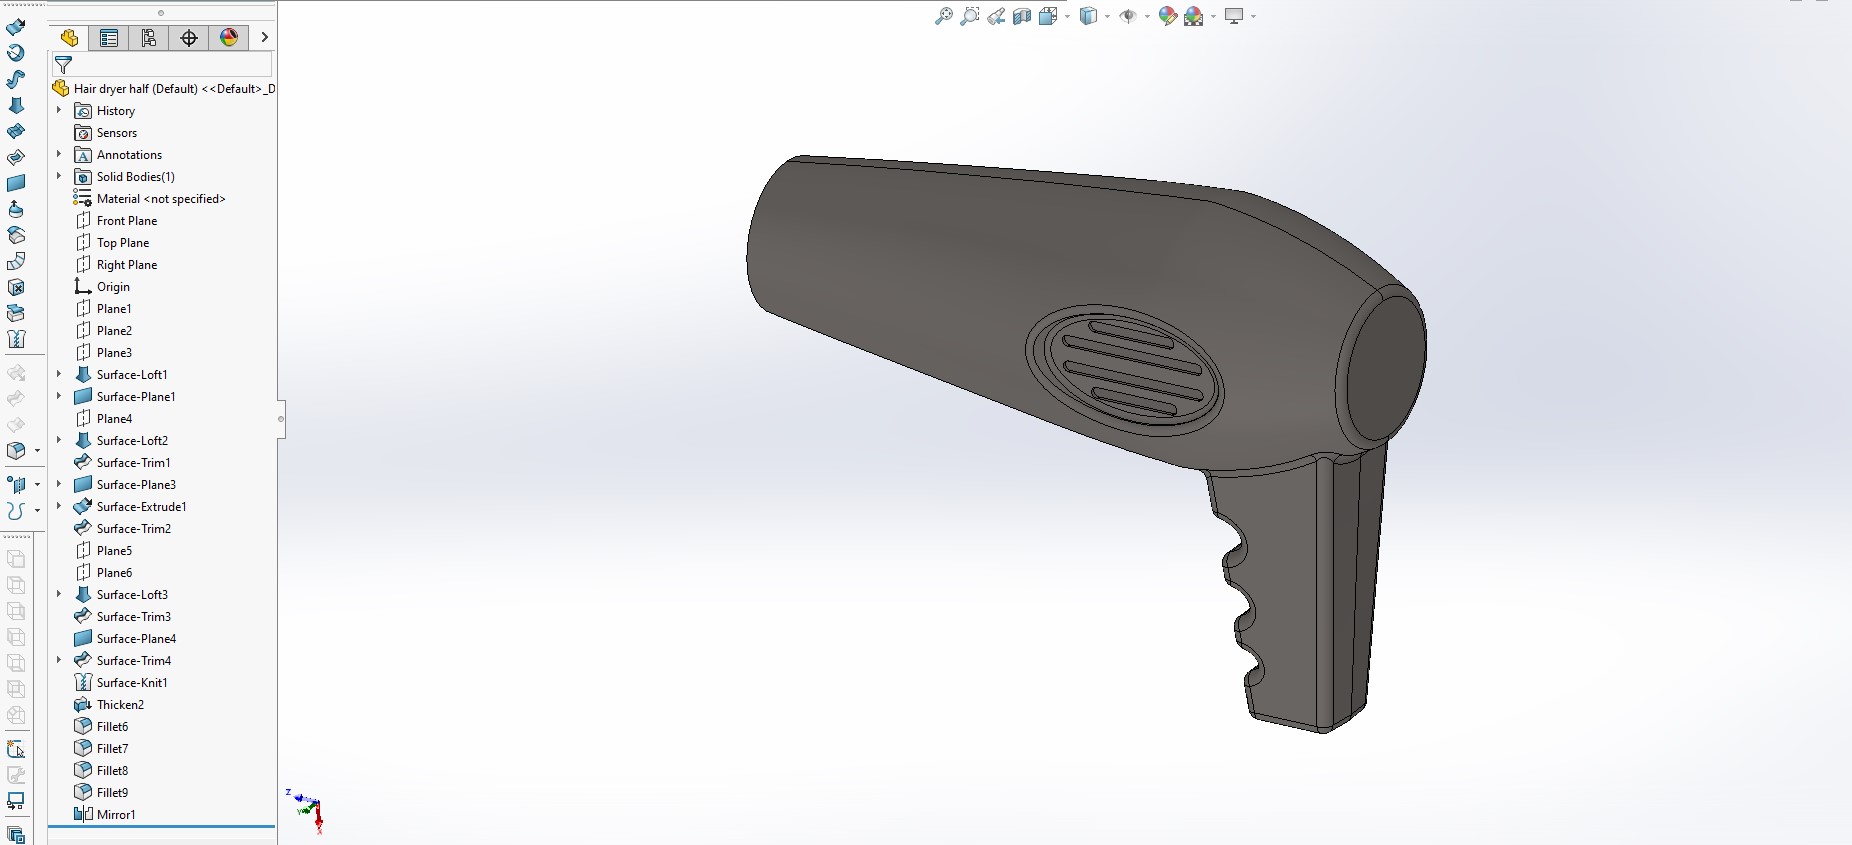 Hair dryer half (Default) <<Default>_D
History
Sensors
Annotations
Solid Bodies(1)
Material <not specified>
Front Plane
Top Plane
Right Plane
Origin
Plane1
Plane2
Plane3
Surface-Loft1
Surface-Plane1
Plane4
Surface-Loft2
Surface-Trim1
Surface-Plane3
Surface-Extrude1
Surface-Trim2
Plane5
Plane6
Surface-Loft3
Surface-Trim3
Surface-Plane4
Surface-Trim4
Surface-Knit1
Thicken2
Fillet6
Fillet7
Fillet8
Fillet9
Mirror1
Z
Y
X